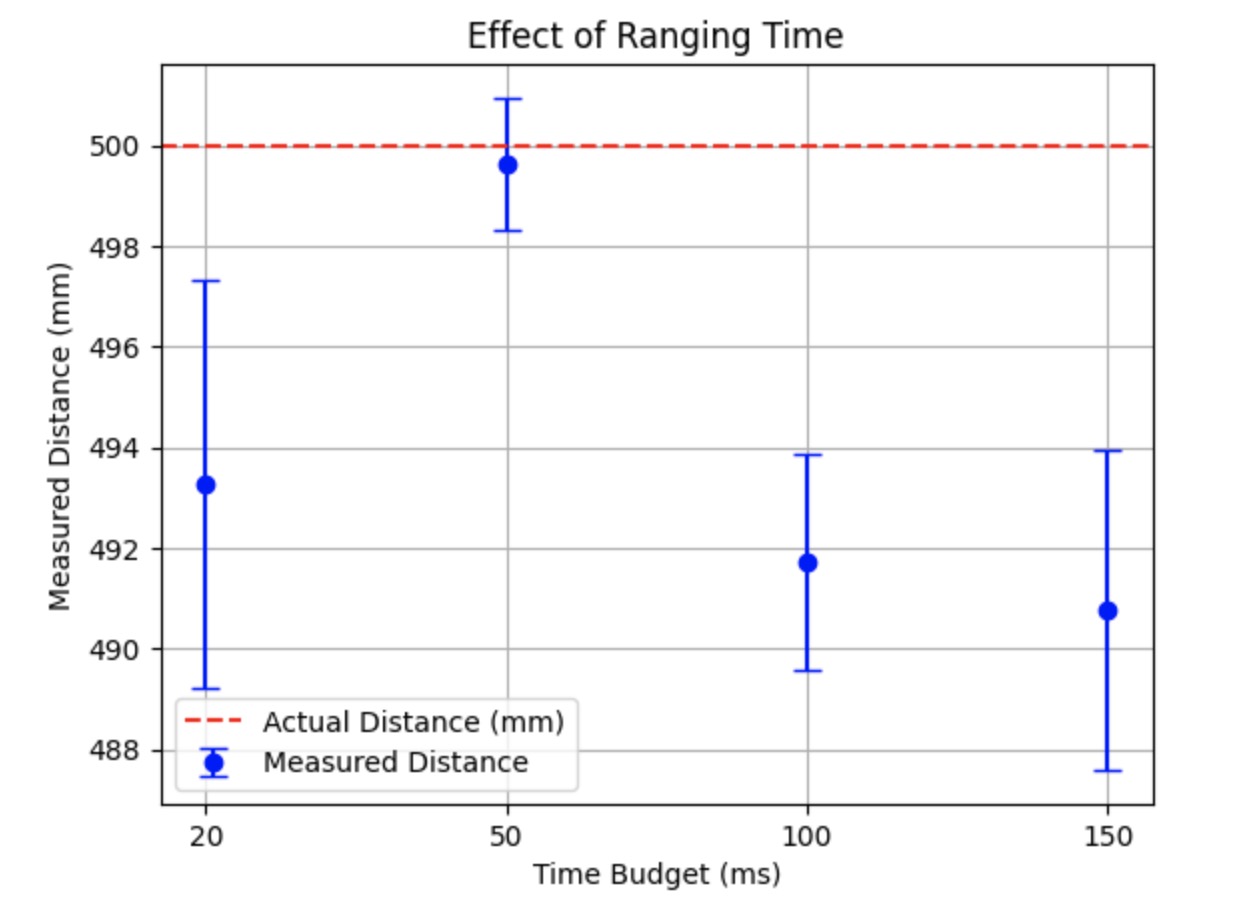 Effect of Ranging Time
Measured Distance (mm)
500
498
496
494
492
490
488
Actual Distance (mm)
Measured Distance
20 50 100 150
Time Budget (ms)